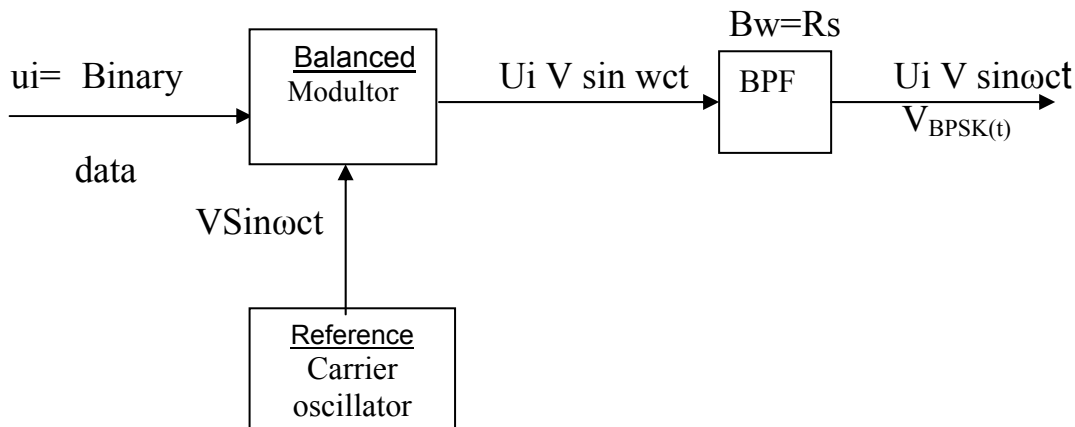 Bw=Rs
ui= Binary
data
Balanced
Modultor
Ui V sin wct
BPF
Ui V sinωct
VBPSK(t)
VSinωct
Reference
Carrier
oscillator